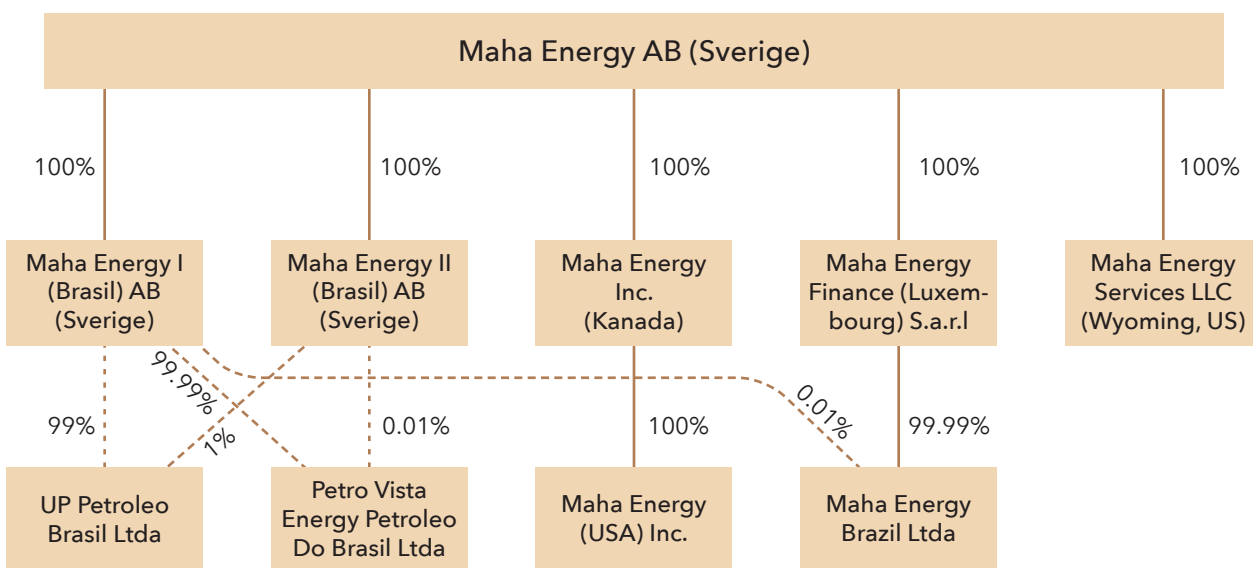 Maha Energy AB (Sverige)
100%
100%
100%
100%
100%
Maha Energy I
(Brasil) AB
(Sverige)
Maha Energy II
(Brasil) AB
(Sverige)
Maha Energy
Inc.
(Kanada)
Maha Energy
Finance (Luxem-
bourg) S.a.r.l
Maha Energy
Services LLC
(Wyoming, US)
99%
99.99%
1%
0.01%
100%
0.01%
99.99%
UP Petroleo
Brasil Ltda
Petro Vista
Energy Petroleo
Do Brasil Ltda
Maha Energy
(USA) Inc.
Maha Energy
Brazil Ltda